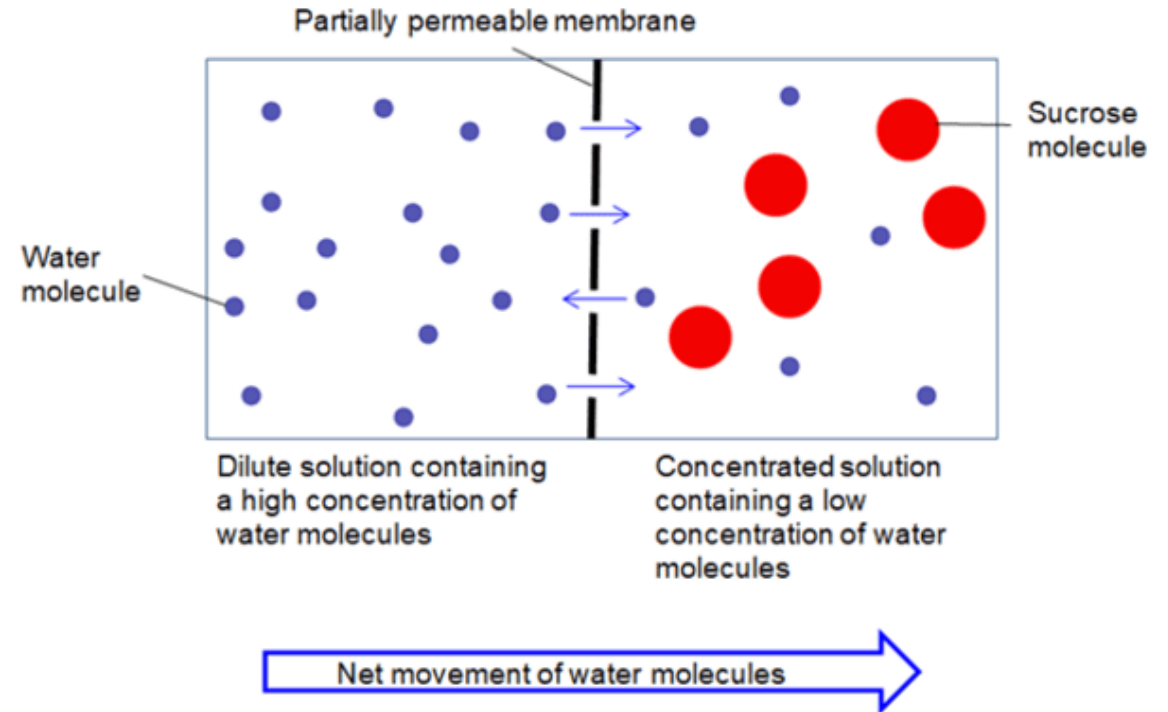 Partially permeable membrane
Sucrose
molecule
Water
molecule
Dilute solution containing
a high concentration of
water molecules
Concentrated solution
containing a low
concentration of water
molecules
Net movement of water molecules